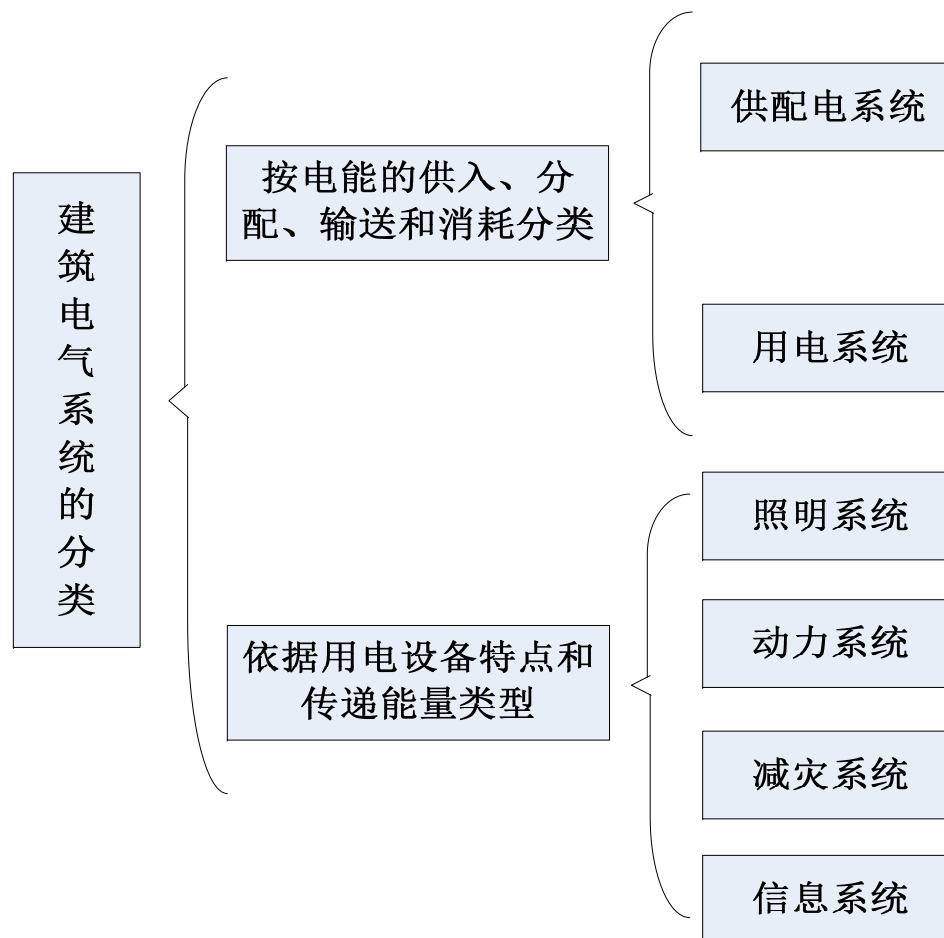 建筑电气系统的分类
按电能的供入、分
配、输送和消耗分类
供配电系统
用电系统
依据用电设备特点和
传递能量类型
照明系统
动力系统
减灾系统
信息系统